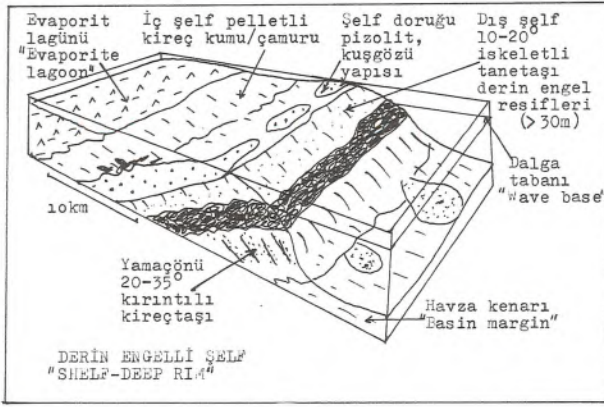 Evaporit
lagünü
"Evaporite
lagoon"
İç şelf pelletli
kireç kumu/çamuru
Şelf doruğu
pizolit,
kuşgözü
yapısı
Dış şelf
10-20°
iskeletli
tanetaşı
derin engel
resifleri
(>30m)
Dalga
tabanı
"Wave base"
10km
Yamaçönü
20-35°
kırıntılı
kireçtaşı
Havza kenarı
"Basin margin"
DERİN ENGELLİ ŞELF
"SHELF-DEEP RIM"